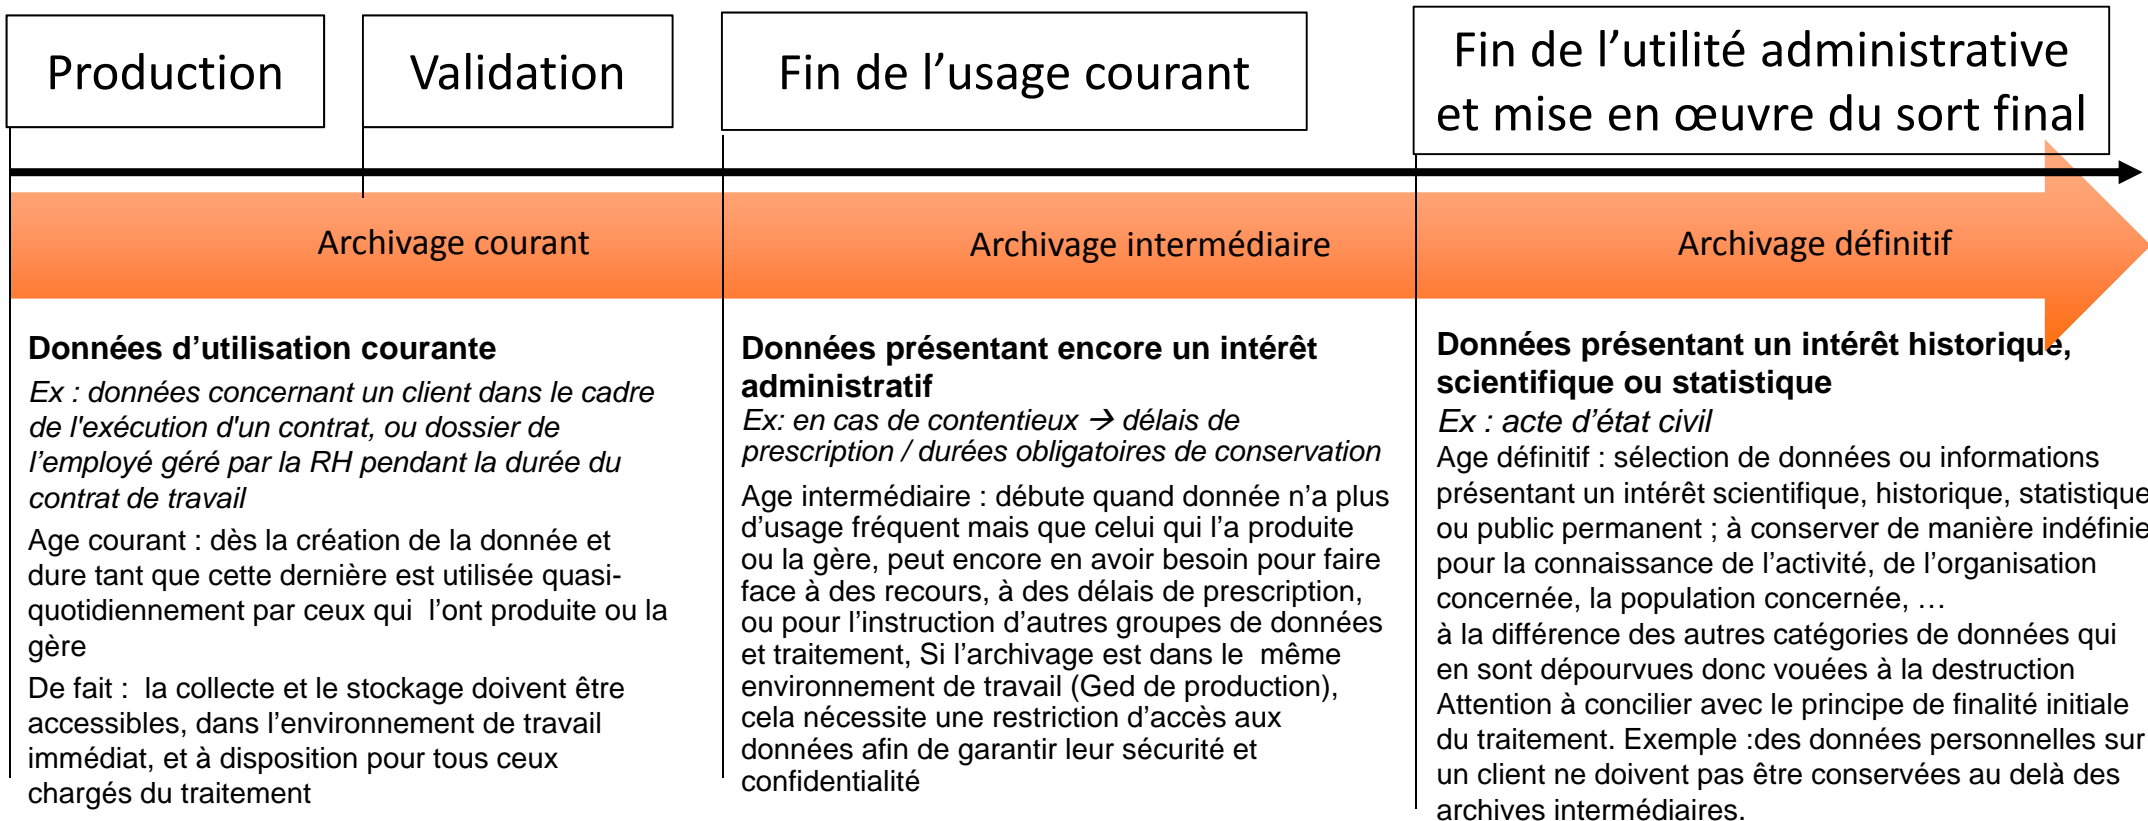 Production
Validation
Fin de l’usage courant
Fin de l’utilité administrative
et mise en œuvre du sort final
Archivage courant
Archivage intermédiaire
Archivage définitif
Données d’utilisation courante
Ex : données concernant un client dans le cadre
de l'exécution d'un contrat, ou dossier de
l’employé géré par la RH pendant la durée du
contrat de travail
Age courant : dès la création de la donnée et
dure tant que cette dernière est utilisée quasi-
quotidiennement par ceux qui l’ont produite ou la
gère
De fait : la collecte et le stockage doivent être
accessibles, dans l’environnement de travail
immédiat, et à disposition pour tous ceux
chargés du traitement
Données présentant encore un intérêt
administratif
Ex: en cas de contentieux → délais de
prescription / durées obligatoires de conservation
Age intermédiaire : débute quand donnée n’a plus
d’usage fréquent mais que celui qui l’a produite
ou la gère, peut encore en avoir besoin pour faire
face à des recours, à des délais de prescription,
ou pour l’instruction d’autres groupes de données
et traitement, Si l’archivage est dans le même
environnement de travail (Ged de production),
cela nécessite une restriction d’accès aux
données afin de garantir leur sécurité et
confidentialité
Données présentant un intérêt historique,
scientifique ou statistique
Ex : acte d’état civil
Age définitif : sélection de données ou informations
présentant un intérêt scientifique, historique, statistique
ou public permanent ; à conserver de manière indéfinie
pour la connaissance de l’activité, de l’organisation
concernée, la population concernée, …
à la différence des autres catégories de données qui
en sont dépourvues donc vouées à la destruction
Attention à concilier avec le principe de finalité initiale
du traitement. Exemple :des données personnelles sur
un client ne doivent pas être conservées au delà des
archives intermédiaires.